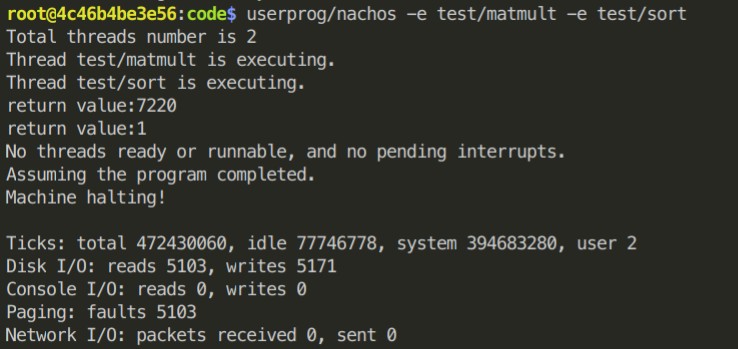 root@4c46b4be3e56:code$ userprog/nachos -e test/matmult -e test/sort
Total threads number is 2
Thread test/matmult is executing.
Thread test/sort is executing.
return value:7220
return value:1
No threads ready or runnable, and no pending interrupts.
Assuming the program completed.
Machine halting!

Ticks: total 472430060, idle 77746778, system 394683280, user 2
Disk I/O: reads 5103, writes 5171
Console I/O: reads 0, writes 0
Paging: faults 5103
Network I/O: packets received 0, sent 0